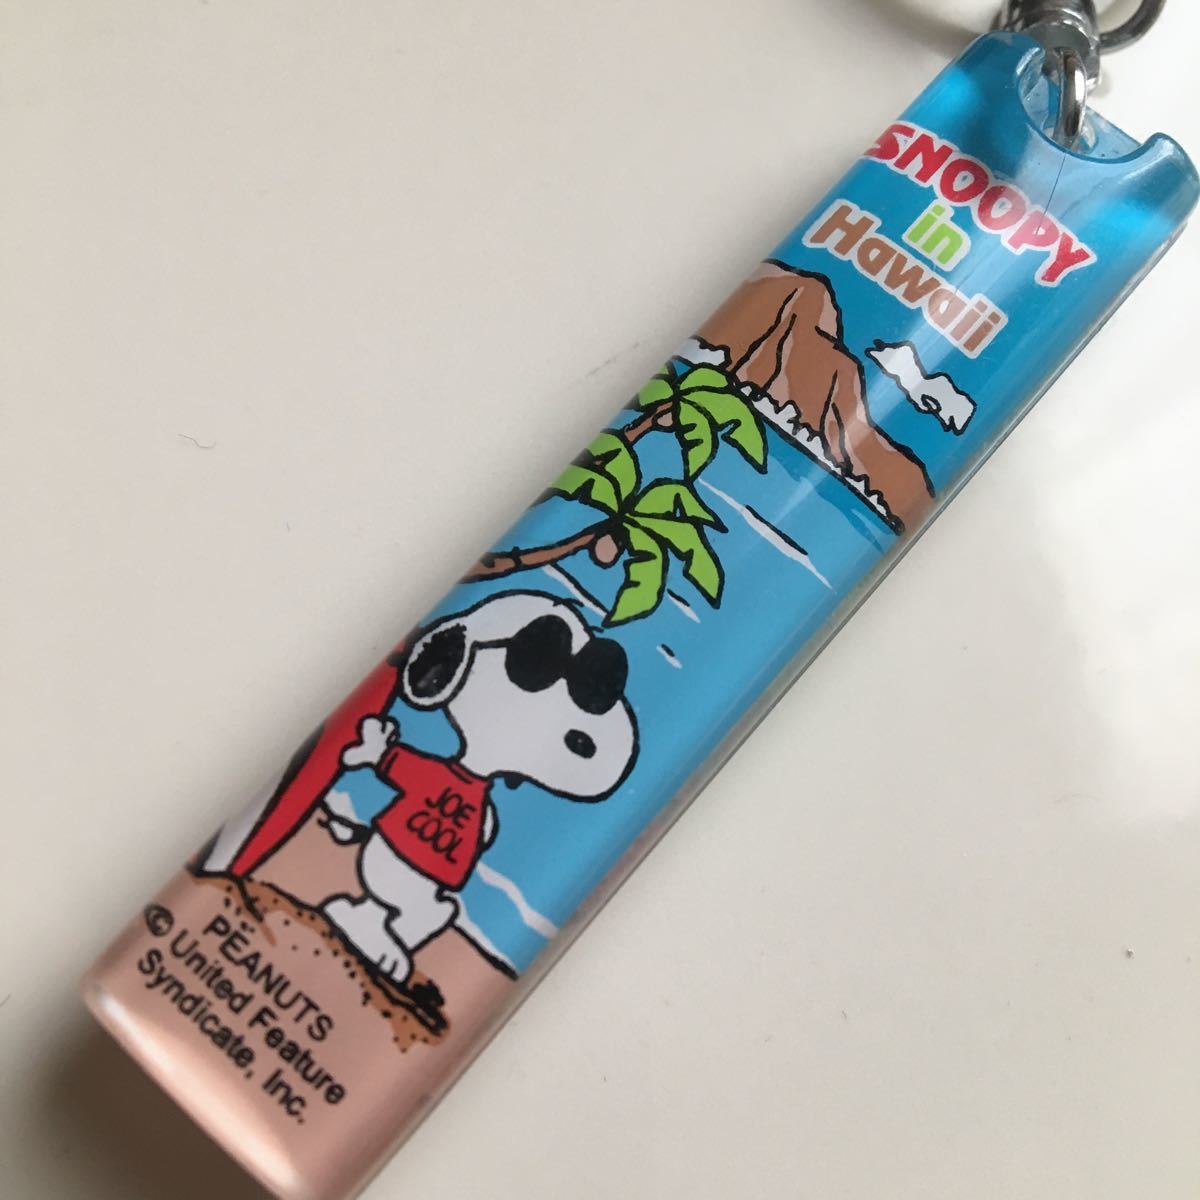 SNOOPY
in
Hawaii
JOE
COOL
PEANUTS
© United Feature
Syndicate, Inc.